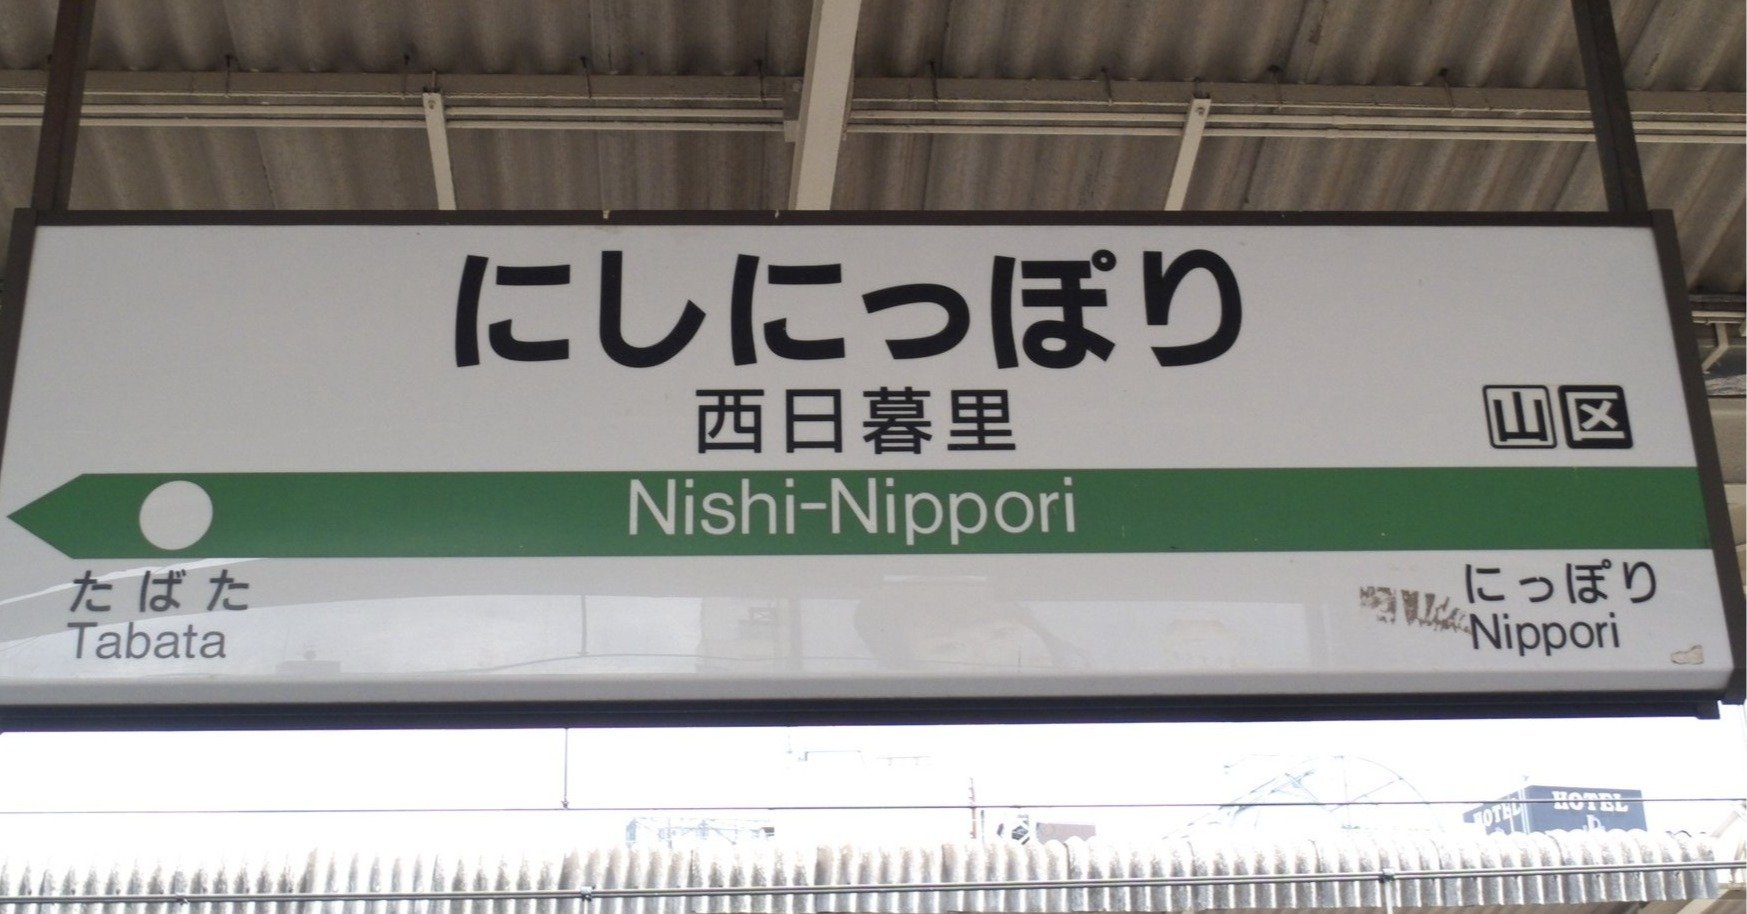 にしにっぽり
西日暮里
山区
Nishi-Nippori
たばた
Tabata
にっぽり
Nippori
HOTEL
HOTEL